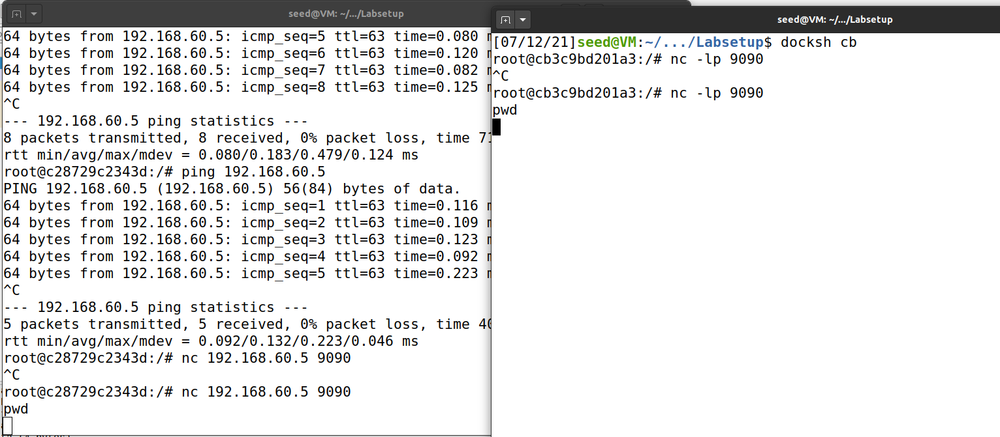 seed@VM: ~/.../Labsetup
64 bytes from 192.168.60.5: icmp_seq=5 ttl=63 time=0.080
64 bytes from 192.168.60.5: icmp_seq=6 ttl=63 time=0.120
64 bytes from 192.168.60.5: icmp_seq=7 ttl=63 time=0.082
64 bytes from 192.168.60.5: icmp_seq=8 ttl=63 time=0.125
^C
--- 192.168.60.5 ping statistics ---
8 packets transmitted, 8 received, 0% packet loss, time 71
rtt min/avg/max/mdev = 0.080/0.183/0.479/0.124 ms
root@c28729c2343d:/# ping 192.168.60.5
PING 192.168.60.5 (192.168.60.5) 56(84) bytes of data.
64 bytes from 192.168.60.5: icmp_seq=1 ttl=63 time=0.116
64 bytes from 192.168.60.5: icmp_seq=2 ttl=63 time=0.109
64 bytes from 192.168.60.5: icmp_seq=3 ttl=63 time=0.123
64 bytes from 192.168.60.5: icmp_seq=4 ttl=63 time=0.092
64 bytes from 192.168.60.5: icmp_seq=5 ttl=63 time=0.223
^C
--- 192.168.60.5 ping statistics ---
5 packets transmitted, 5 received, 0% packet loss, time 40
rtt min/avg/max/mdev = 0.092/0.132/0.223/0.046 ms
root@c28729c2343d:/# nc 192.168.60.5 9090
^C
root@c28729c2343d:/# nc 192.168.60.5 9090
pwd
seed@VM: ~/.../Labsetup
[07/12/21]seed@VM:~/.../Labsetup$ docksh cb
root@cb3c9bd201a3:/# nc -lp 9090
^C
root@cb3c9bd201a3:/# nc -lp 9090
pwd